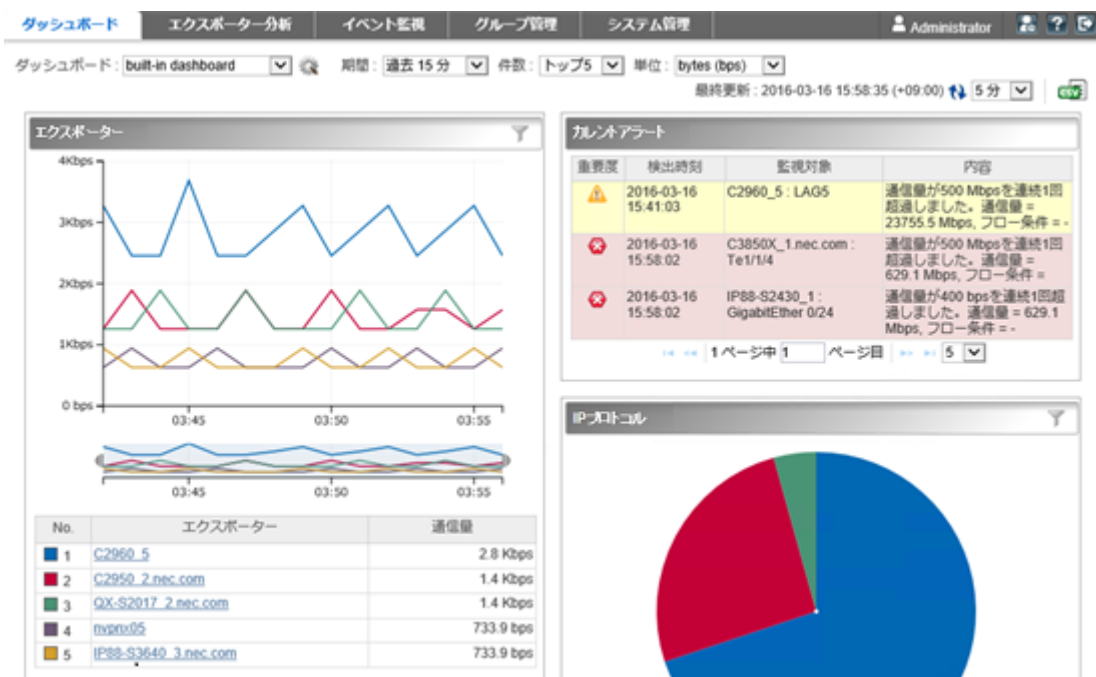 ダッシュボード エクスポーター分析 イベント監視 グループ管理 システム管理 Administrator
ダッシュボード : built-in dashboard 期間 : 過去 15 分 件数 : トップ5 単位 : bytes (bps)
最終更新 : 2016-03-16 15:58:35 (+09:00) 5 分 CSV
エクスポーター
4Kbps
3Kbps
2Kbps
1Kbps
0 bps
03:45 03:50 03:55
03:45 03:50 03:55
No. エクスポーター 通信量
1 C2960_5 2.8 Kbps
2 C2950_2.nec.com 1.4 Kbps
3 QX-S2017_2.nec.com 1.4 Kbps
4 nvpnx05 733.9 bps
5 IP88-S3640_3.nec.com 733.9 bps
カレントアラート
重要度 検出時刻 監視対象 内容
2016-03-16 C2960_5 : LAG5 通信量が500 Mbpsを連続1回
15:41:03 超過しました。通信量 =
23755.5 Mbps, フロー条件 = -
2016-03-16 C3850X_1.nec.com : 通信量が500 Mbpsを連続1回
15:58:02 Te1/1/4 超過しました。通信量 =
629.1 Mbps, フロー条件 =
2016-03-16 IP88-S2430_1 : 通信量が400 bpsを連続1回超
15:58:02 GigabitEther 0/24 過しました。通信量 = 629.1
Mbps, フロー条件 = -
1 ページ中 1 ページ目 5
IPプロトコル